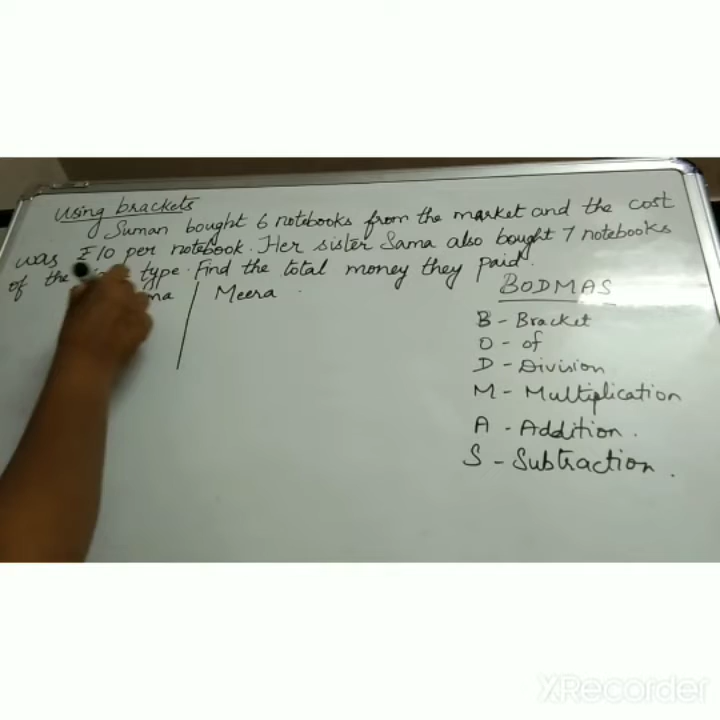 Using brackets
Suman bought 6 notebooks from the market and the cost
was ₹10 per notebook. Her sister Sama also bought 7 notebooks
of the type. Find the total money they paid.
Meera
BODMAS
B - Bracket
O - of
D - Division
M - Multiplication
A - Addition.
S - Subtraction.
XRecorder